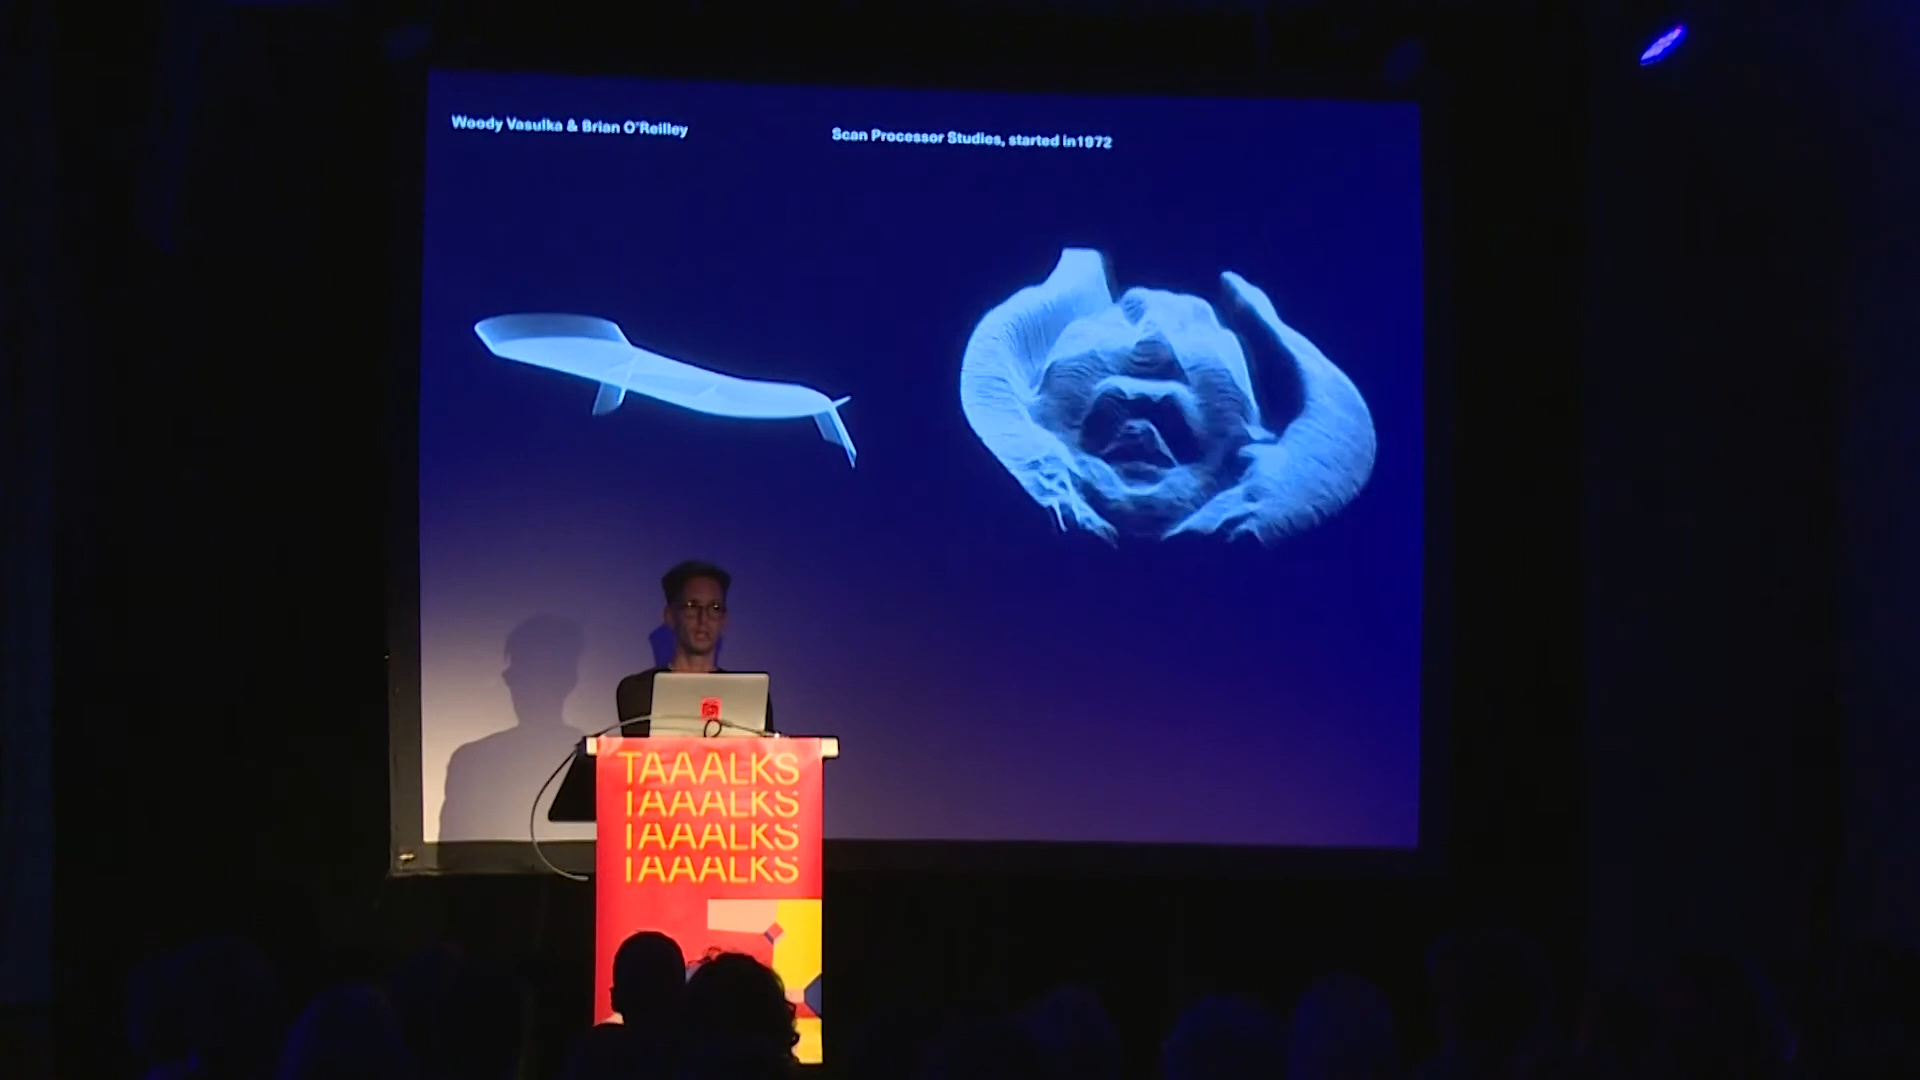 Woody Vasulka & Brian O'Reilley
Scan Processor Studies, started in1972
TAAALKS
TAAALKS
TAAALKS
TAAALKS